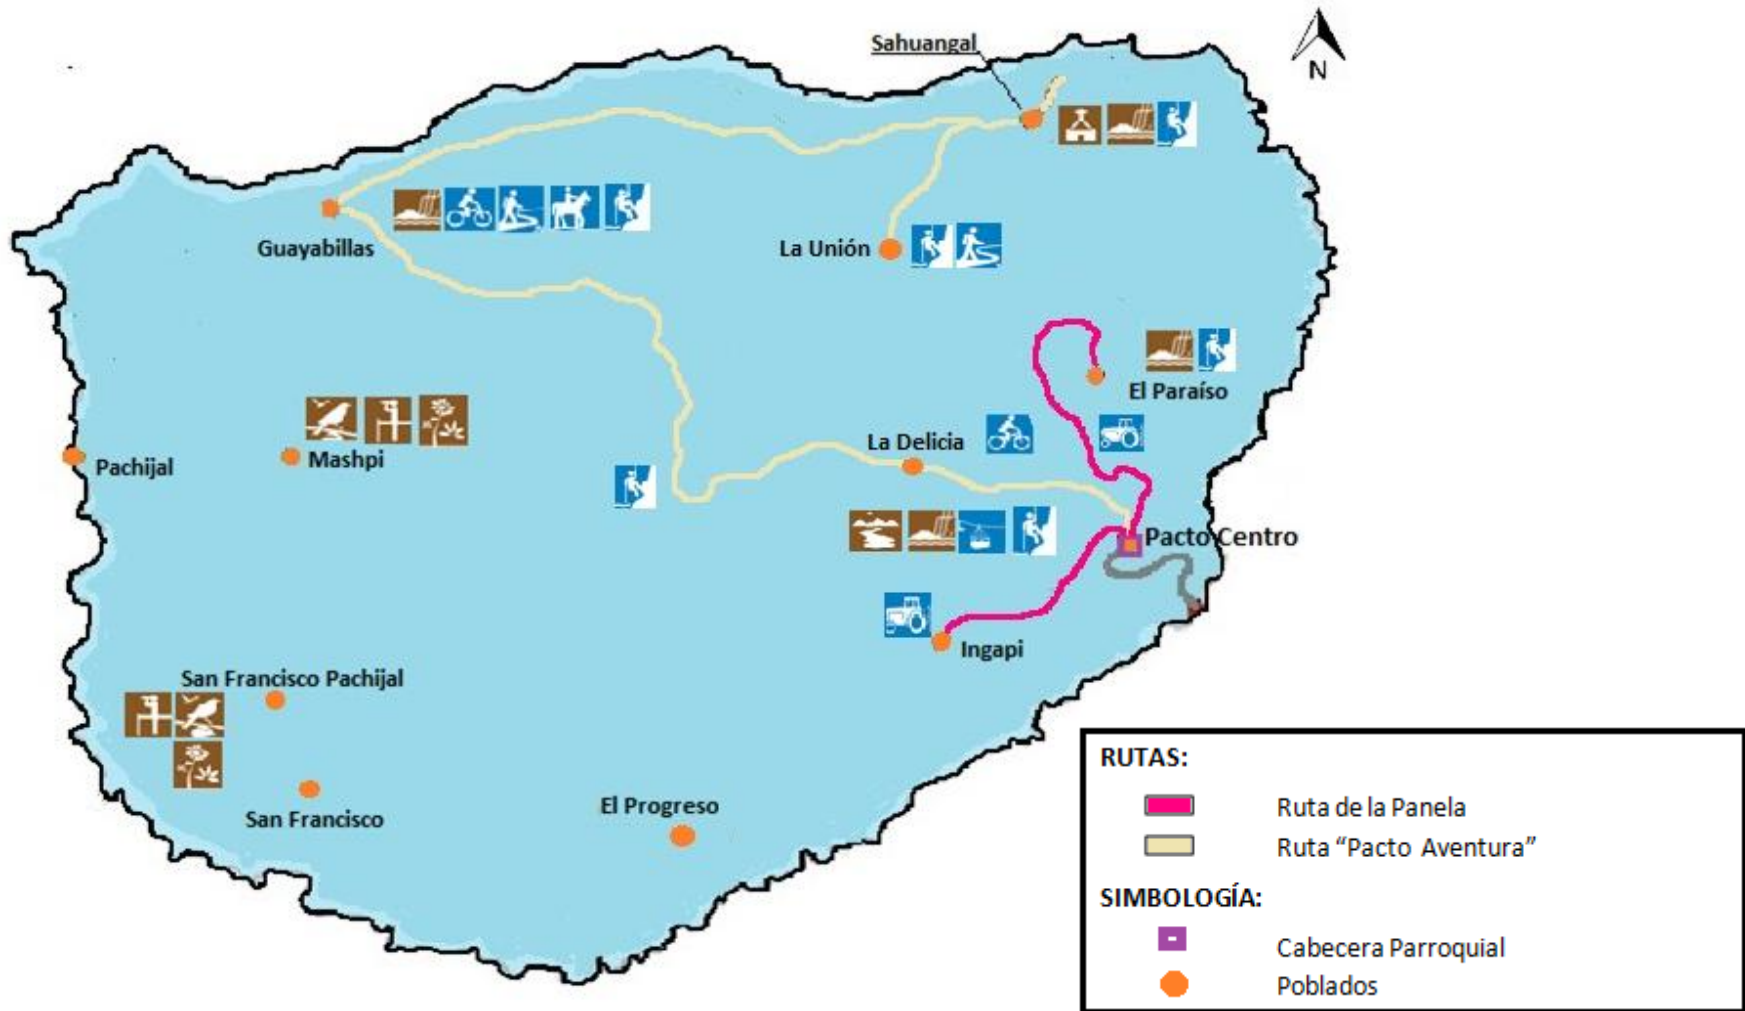 Sahuangal
N
Guayabillas
La Unión
El Paraíso
La Delicia
Pachijal
Mashpi
Pacto Centro
Ingapi
San Francisco Pachijal
San Francisco
El Progreso
RUTAS:
Ruta de la Panela
Ruta “Pacto Aventura”
SIMBOLOGÍA:
Cabecera Parroquial
Poblados